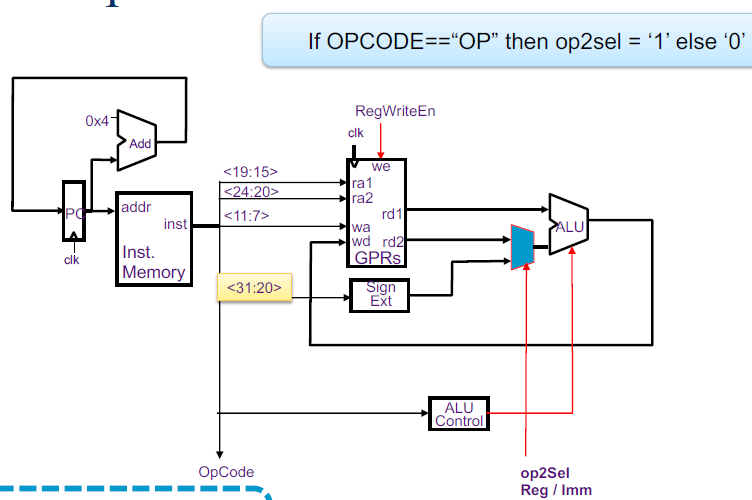 If OPCODE==“OP” then op2sel = ‘1’ else ‘0’
RegWriteEn
clk
0x4
Add
we
<19:15>
ra1
<24:20>
ra2
<11:7>
rd1
wa
wd
rd2
GPRs
ALU
PC
addr
inst
Inst.
Memory
clk
<31:20>
Sign
Ext
ALU
Control
OpCode
op2Sel
Reg / Imm